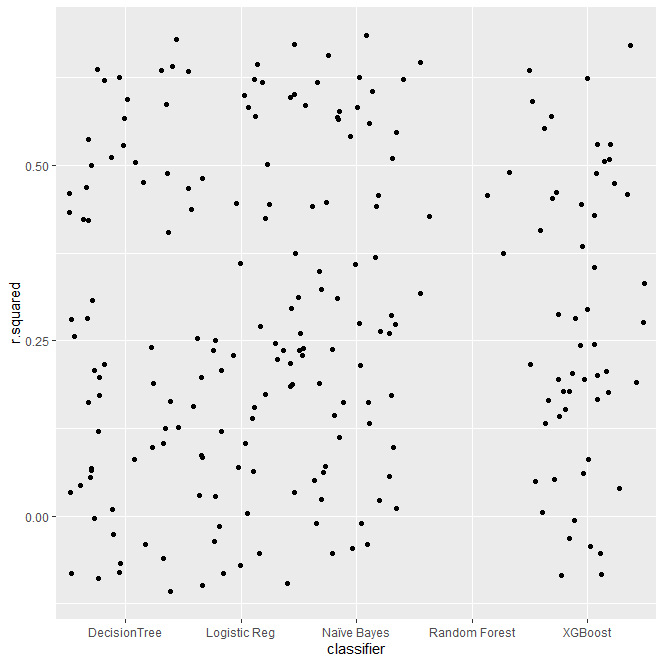 r.squared
0.50
0.25
0.00
DecisionTree Logistic Reg Naïve Bayes Random Forest XGBoost
classifier